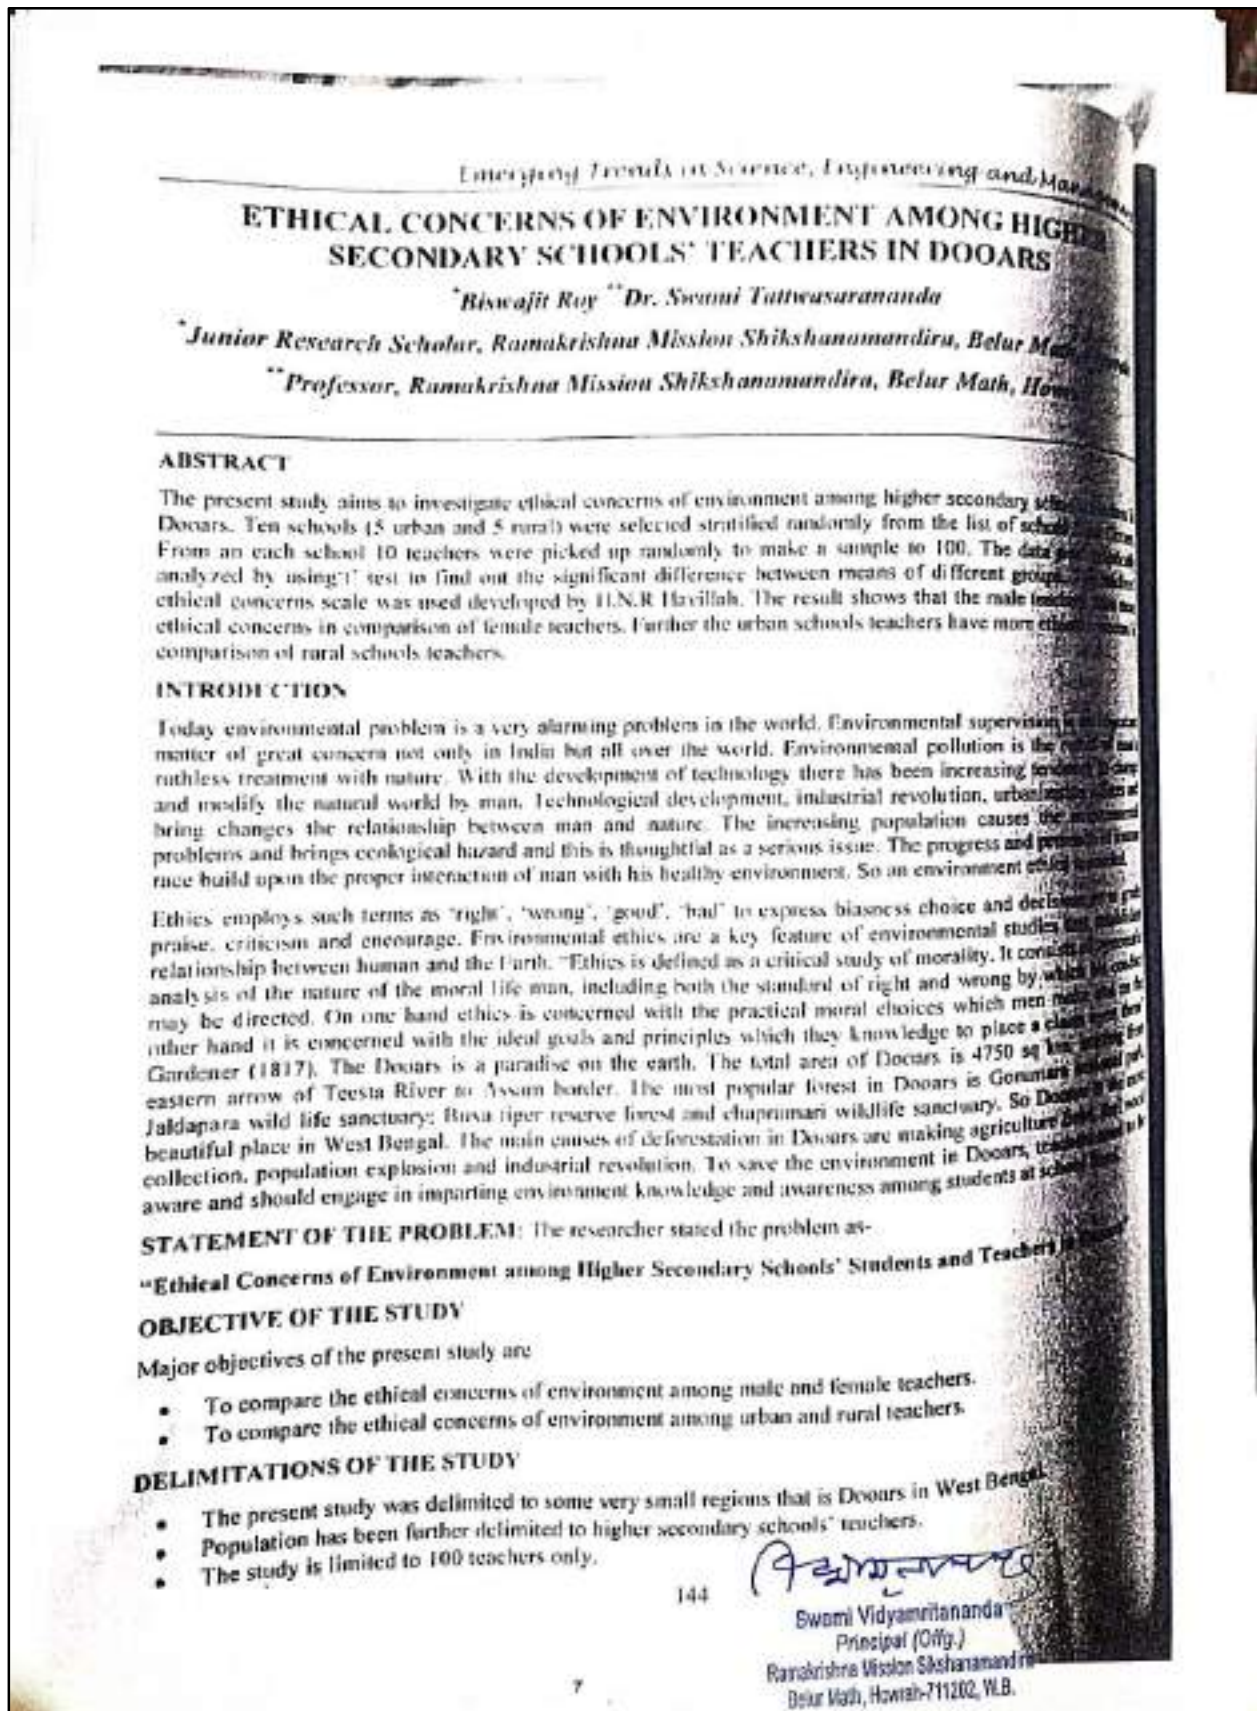 Emerging Trends in Science, Engineering and
ETHICAL CONCERNS OF ENVIRONMENT AMONG HIGHER
SECONDARY SCHOOLS' TEACHERS IN DOOARS
*Biswajit Roy **Dr. Swami Tattwasarananda
*Junior Research Scholar, Ramakrishna Mission Shikshanamandira, Belur
**Professor, Ramakrishna Mission Shikshanamandira, Belur Math,
ABSTRACT
The present study aims to investigate ethical concerns of environment among higher secondary
Dooars. Ten schools (5 urban and 5 rural) were selected stratified randomly from the list of
From an each school 10 teachers were picked up randomly to make a sample to 100. The data
analyzed by using't' test to find out the significant difference between means of different
ethical concerns scale was used developed by H.N.R Havillah. The result shows that the male
ethical concerns in comparison of female teachers. Further the urban schools teachers have more
comparison of rural schools teachers.
INTRODUCTION
Today environmental problem is a very alarming problem in the world. Environmental supervision
matter of great concern not only in India but all over the world. Environmental pollution is the
ruthless treatment with nature. With the development of technology there has been increasing
and modify the natural world by man. Technological development, industrial revolution,
bring changes the relationship between man and nature. The increasing population causes the
problems and brings ecological hazard and this is thoughtful as a serious issue. The progress and
race build upon the proper interaction of man with his healthy environment. So an environment
Ethics employs such terms as 'right', 'wrong', 'good', 'bad' to express biasness choice and
praise, criticism and encourage. Environmental ethics are a key feature of environmental studies
relationship between human and the Earth. "Ethics is defined as a critical study of morality. It
analysis of the nature of the moral life man, including both the standard of right and wrong by
may be directed. On one hand ethics is concerned with the practical moral choices which men
other hand it is concerned with the ideal goals and principles which they knowledge to place a
Gardener (1817). The Dooars is a paradise on the earth. The total area of Dooars is 4750 sq
eastern arrow of Teesta River to Assam border. The most popular forest in Dooars is Gorumara
Jaldapara wild life sanctuary; Buxa tiger reserve forest and chapramari wildlife sanctuary. So
beautiful place in West Bengal. The main causes of deforestation in Dooars are making agriculture
collection, population explosion and industrial revolution. To save the environment in Dooars,
aware and should engage in imparting environment knowledge and awareness among students at school
STATEMENT OF THE PROBLEM: The researcher stated the problem as-
"Ethical Concerns of Environment among Higher Secondary Schools' Students and Teachers
OBJECTIVE OF THE STUDY
Major objectives of the present study are
• To compare the ethical concerns of environment among male and female teachers.
• To compare the ethical concerns of environment among urban and rural teachers.
DELIMITATIONS OF THE STUDY
• The present study was delimited to some very small regions that is Dooars in West Bengal.
• Population has been further delimited to higher secondary schools' teachers.
• The study is limited to 100 teachers only.
144
Swami Vidyamritananda
Principal (Offg.)
Ramakrishna Mission Sikshanamandira
Belur Math, Howrah-711202, W.B.
7